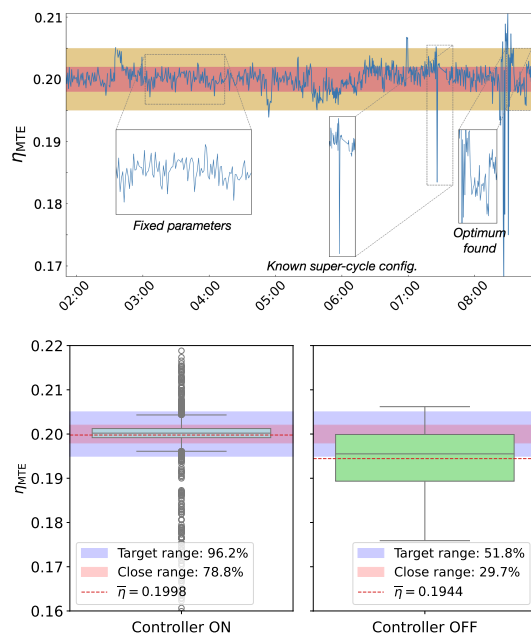 0.21
0.20
0.19
0.18
0.17
η_MTE
Fixed parameters
Known super-cycle config.
Optimum
found
02:00
03:00
04:00
05:00
06:00
07:00
08:00
0.22
0.21
0.20
0.19
0.18
0.17
0.16
η_MTE
Target range: 96.2%
Close range: 78.8%
η̅ = 0.1998
Target range: 51.8%
Close range: 29.7%
η̅ = 0.1944
Controller ON
Controller OFF